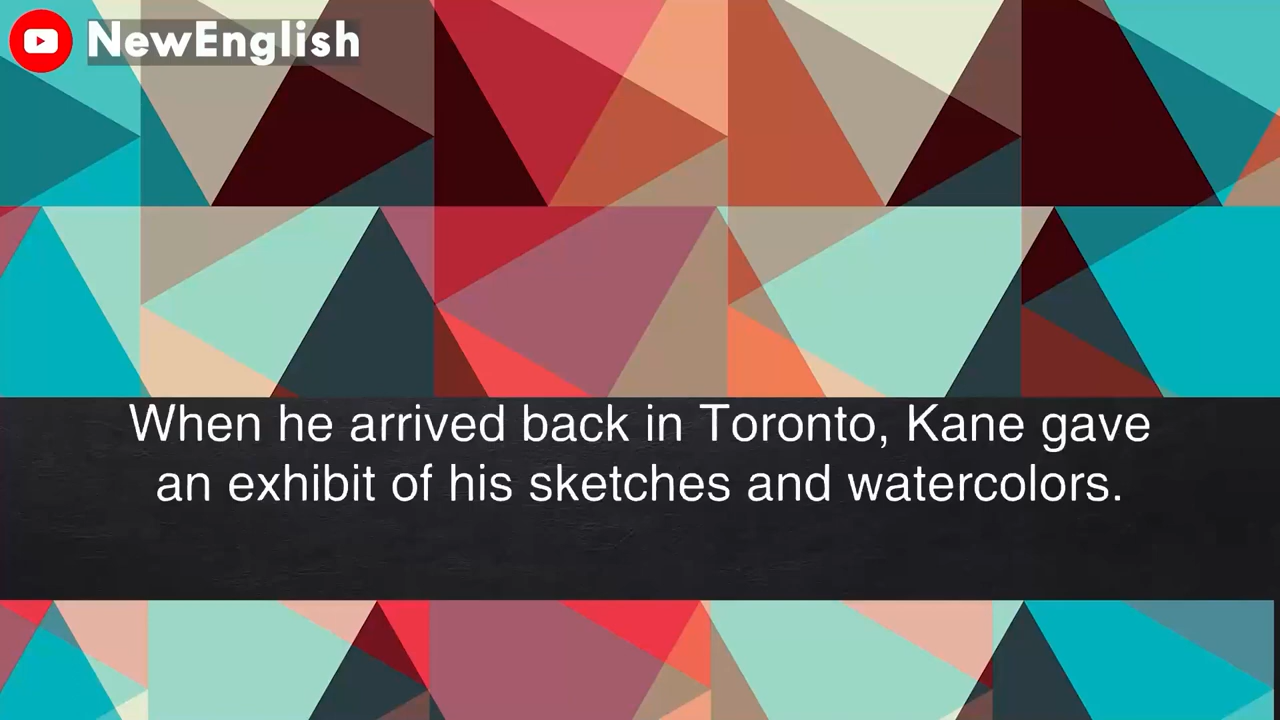 NewEnglish
When he arrived back in Toronto, Kane gave
an exhibit of his sketches and watercolors.